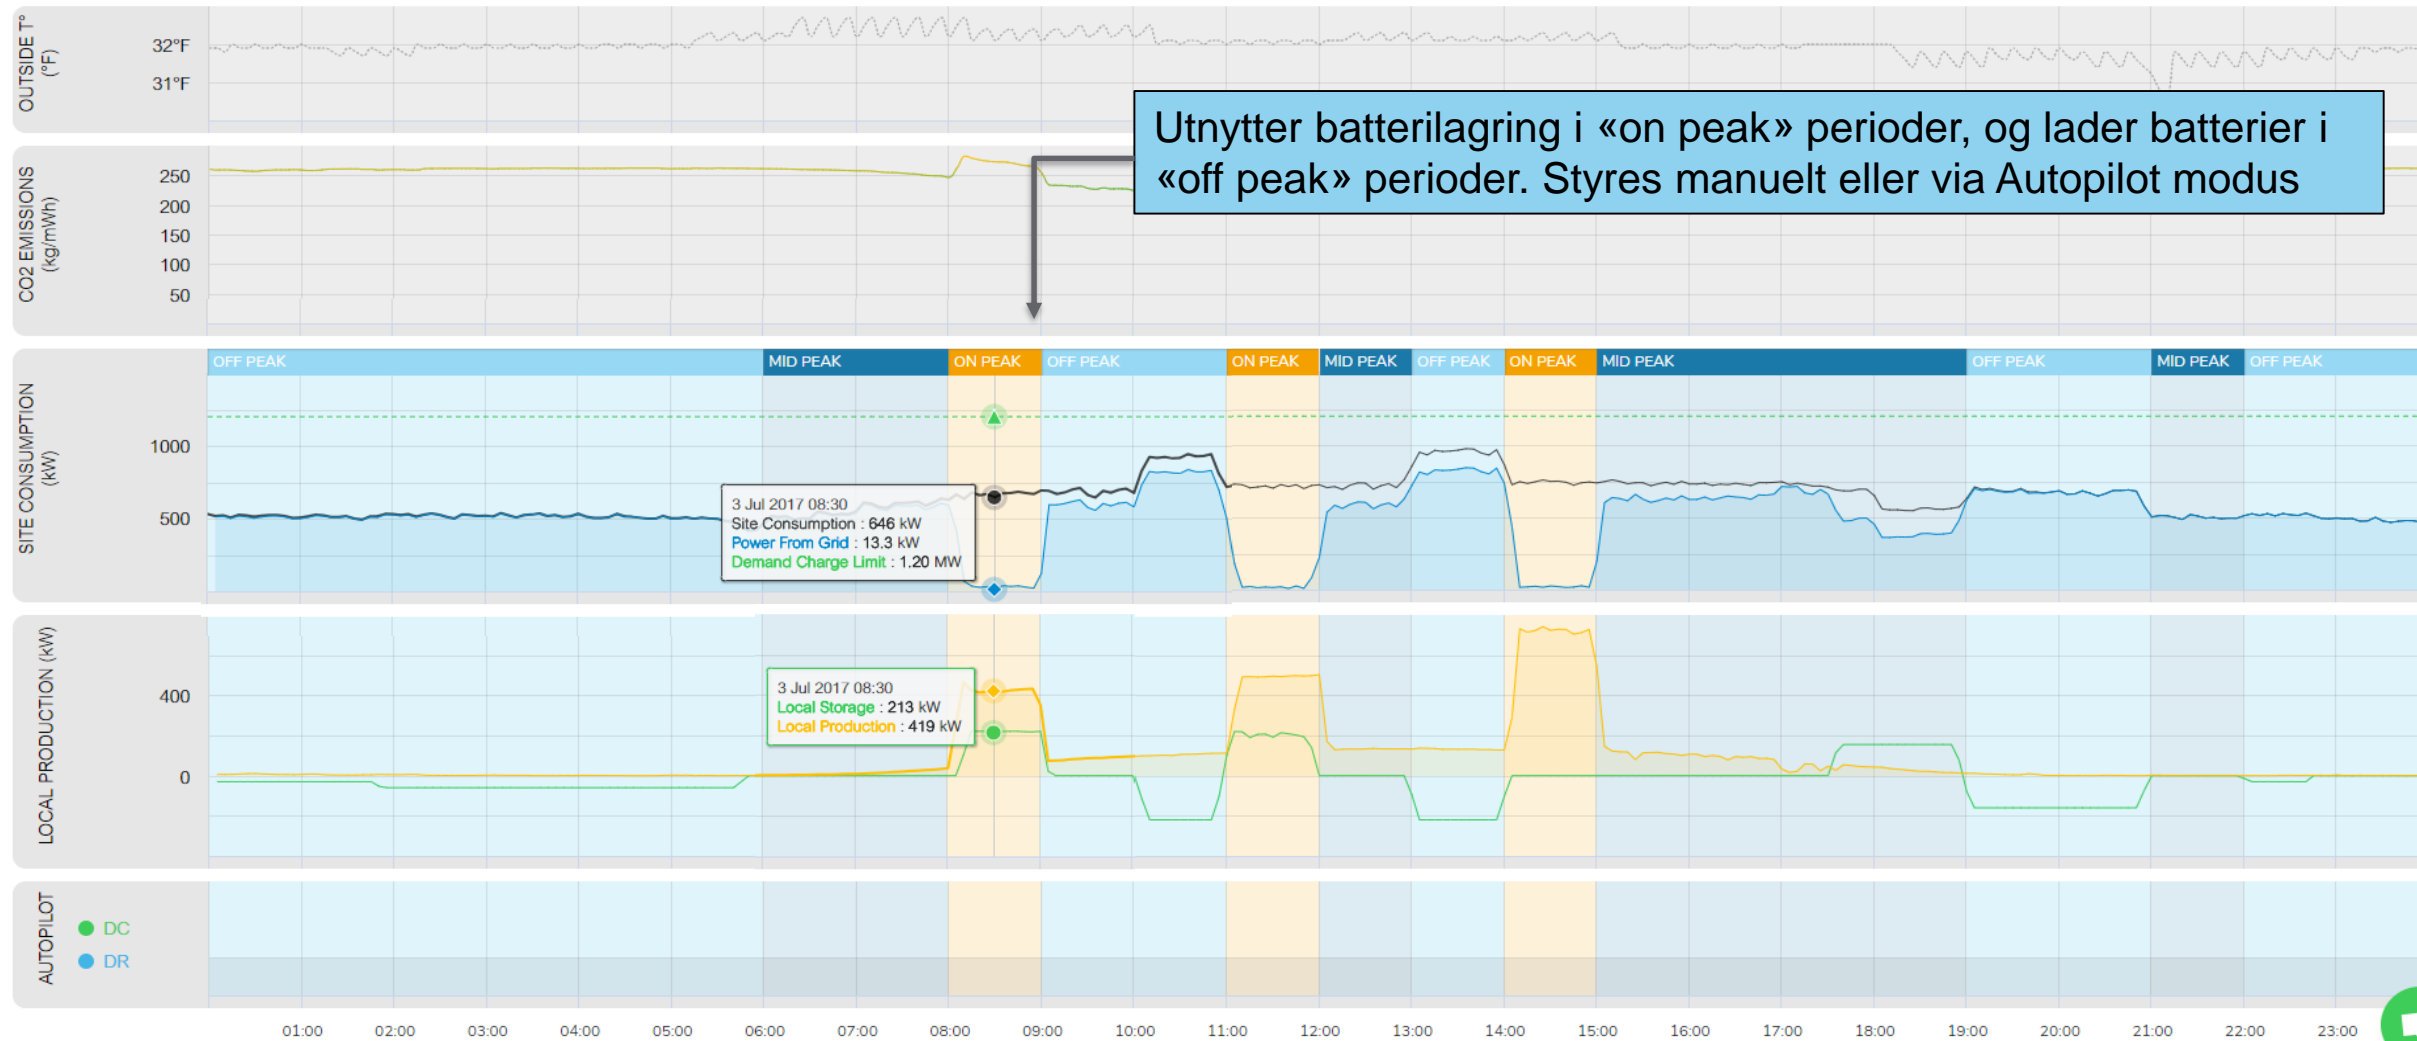 OUTSIDE T°
(°F)
32°F
31°F
Utnytter batterilagring i «on peak» perioder, og lader batterier i
«off peak» perioder. Styres manuelt eller via Autopilot modus
CO2 EMISSIONS
(kg/mWh)
250
200
150
100
50
OFF PEAK MID PEAK ON PEAK OFF PEAK ON PEAK MID PEAK OFF PEAK ON PEAK MID PEAK OFF PEAK MID PEAK OFF PEAK
SITE CONSUMPTION
(kW)
1000
500
3 Jul 2017 08:30
Site Consumption : 646 kW
Power From Grid : 13.3 kW
Demand Charge Limit : 1.20 MW
LOCAL PRODUCTION (kW)
400
0
3 Jul 2017 08:30
Local Storage : 213 kW
Local Production : 419 kW
AUTOPILOT
DC
DR
01:00 02:00 03:00 04:00 05:00 06:00 07:00 08:00 09:00 10:00 11:00 12:00 13:00 14:00 15:00 16:00 17:00 18:00 19:00 20:00 21:00 22:00 23:00